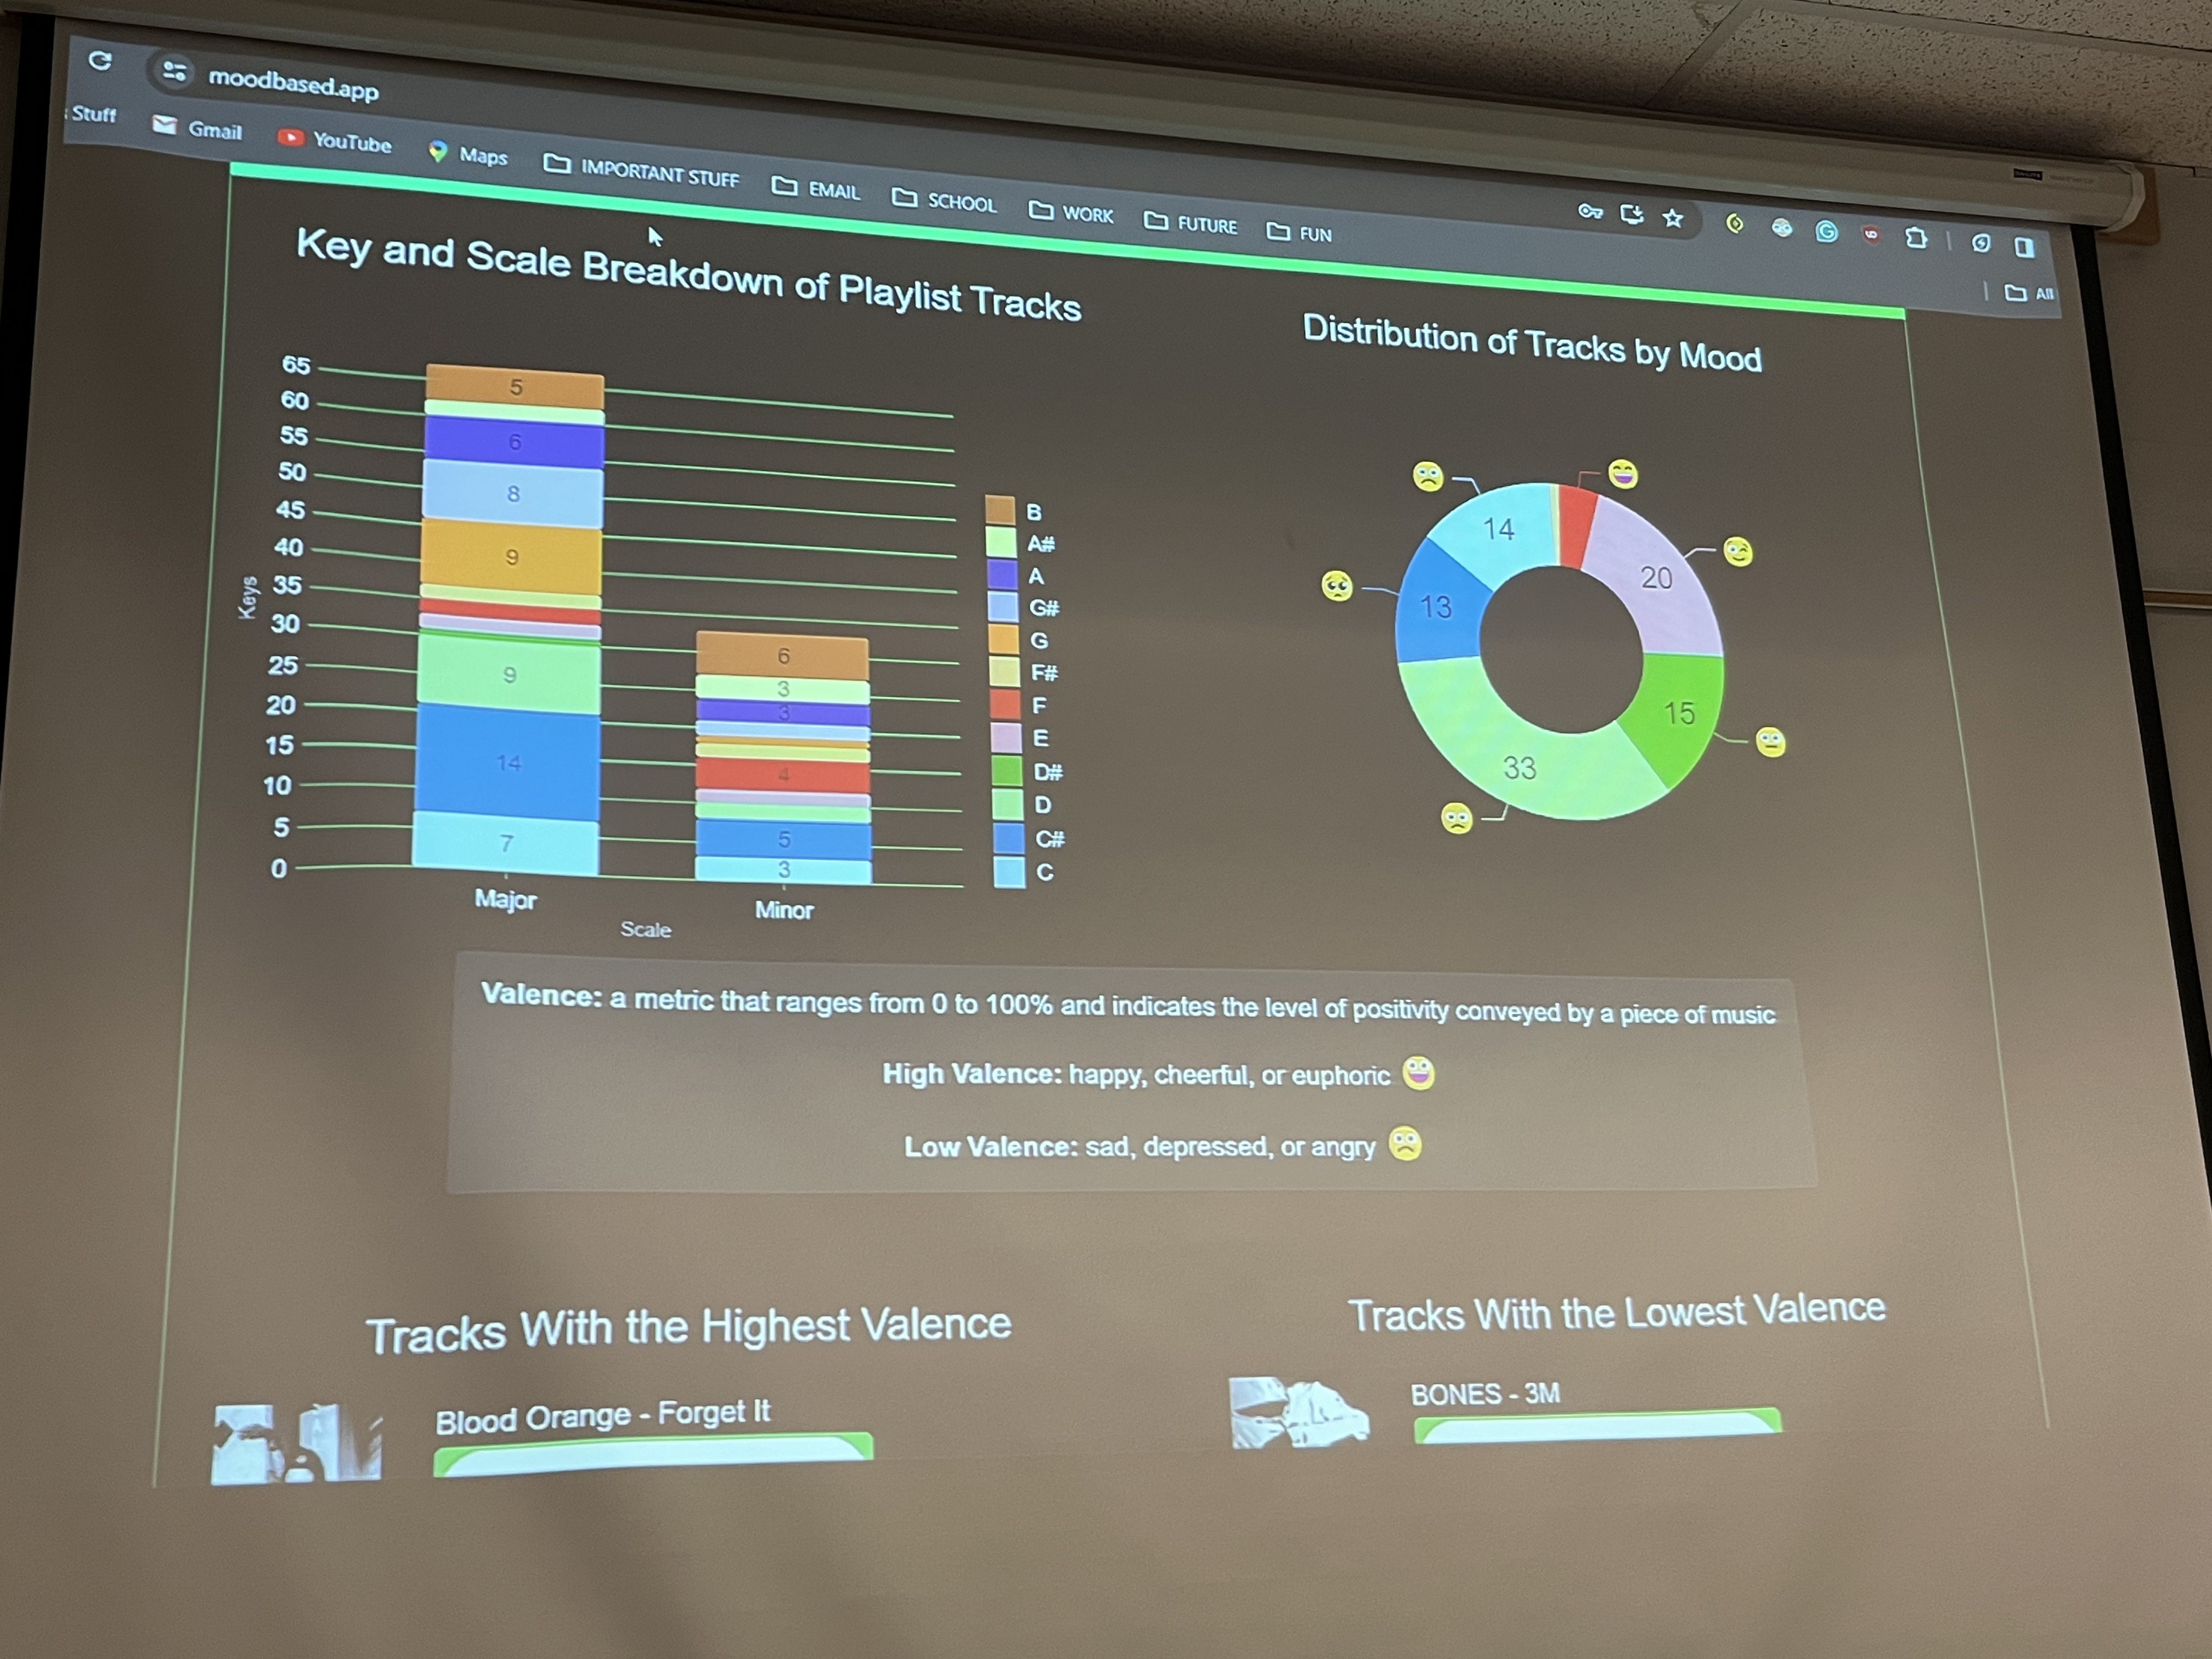 moodbased.app
Stuff
Gmail
YouTube
Maps
IMPORTANT STUFF
EMAIL
SCHOOL
WORK
FUTURE
FUN
All
Key and Scale Breakdown of Playlist Tracks
65
60
55
50
45
40
35
30
25
20
15
10
5
0
Keys
5
6
8
9
9
14
7
6
3
3
4
5
3
Major
Minor
Scale
B
A#
A
G#
G
F#
F
E
D#
D
C#
C
Distribution of Tracks by Mood
14
20
13
15
33
Valence: a metric that ranges from 0 to 100% and indicates the level of positivity conveyed by a piece of music
High Valence: happy, cheerful, or euphoric
Low Valence: sad, depressed, or angry
Tracks With the Highest Valence
Blood Orange - Forget It
Tracks With the Lowest Valence
BONES - 3M